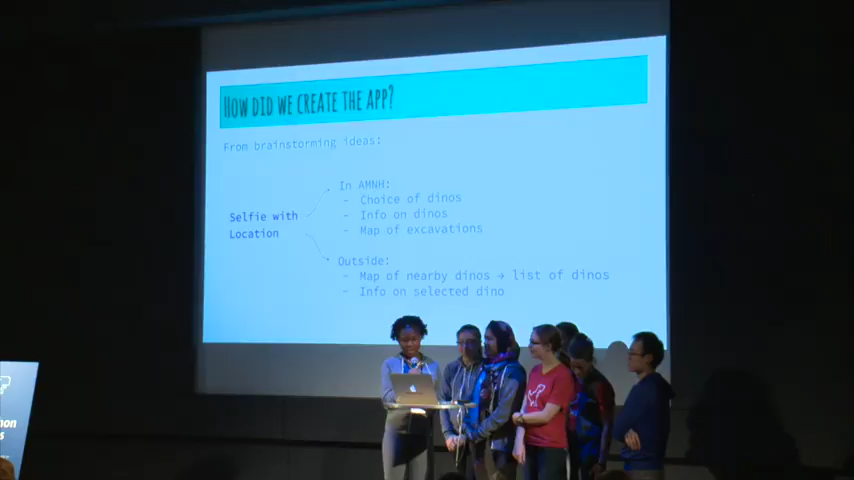 How did we create the app?
From brainstorming ideas:
In AMNH:
- Choice of dinos
Selfie with
- Info on dinos
Location
- Map of excavations
Outside:
- Map of nearby dinos → list of dinos
- Info on selected dino